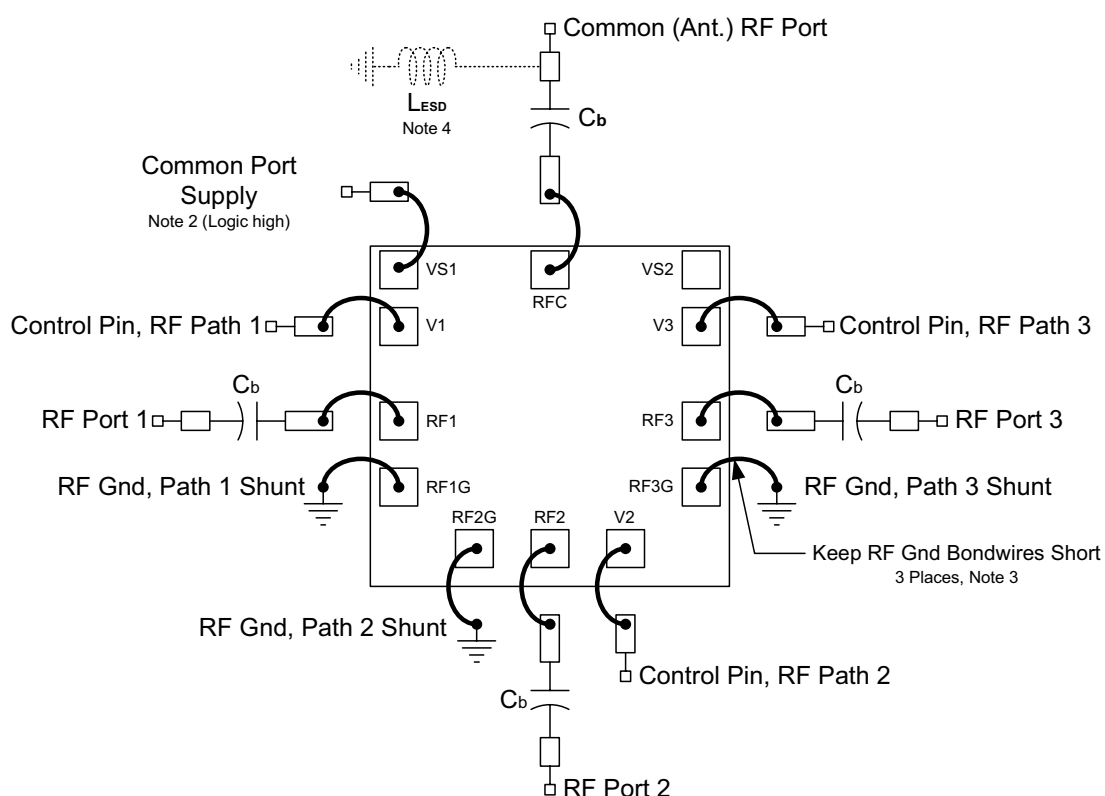 Common (Ant.) RF Port
LESD
Note 4
Cb
Common Port
Supply
Note 2 (Logic high)
VS1
RFC
VS2
Control Pin, RF Path 1
V1
V3
Control Pin, RF Path 3
Cb
Cb
RF Port 1
RF1
RF3
RF Port 3
RF Gnd, Path 1 Shunt
RF1G
RF3G
RF Gnd, Path 3 Shunt
RF2G
RF2
V2
Keep RF Gnd Bondwires Short
3 Places, Note 3
RF Gnd, Path 2 Shunt
Control Pin, RF Path 2
Cb
RF Port 2